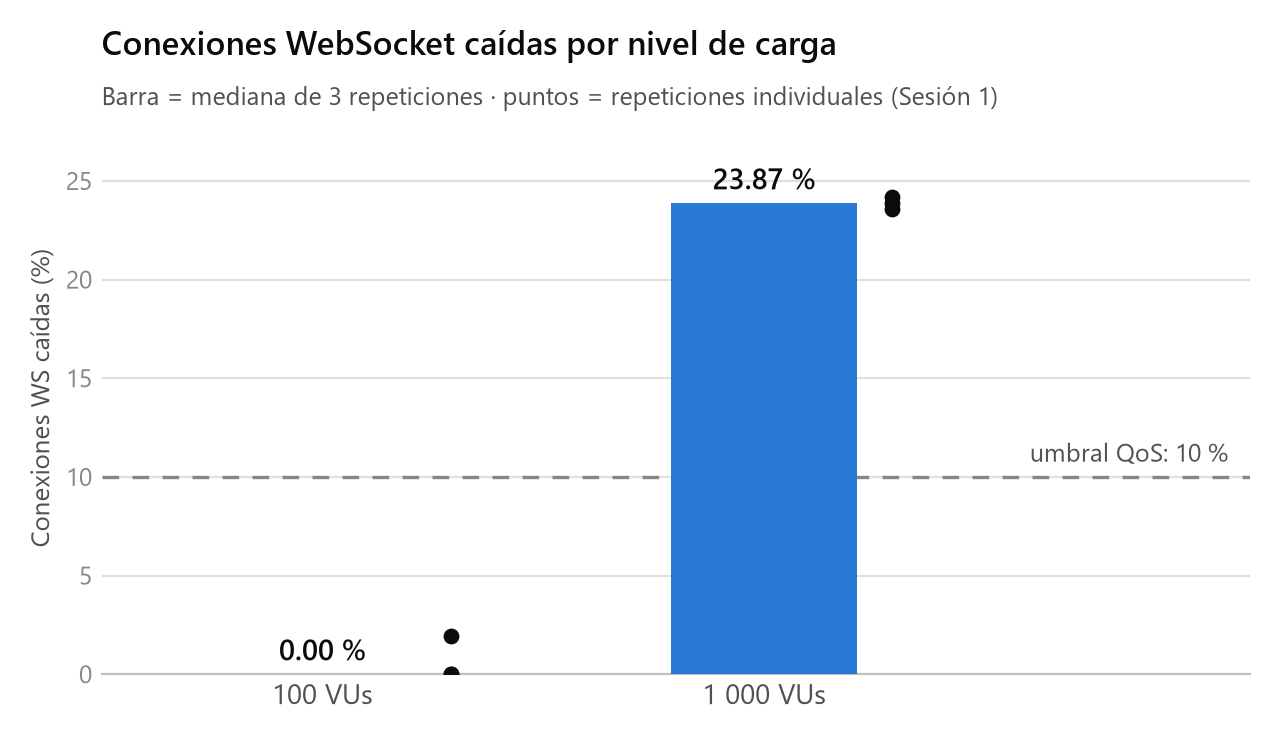 Conexiones WebSocket caídas por nivel de carga
Barra = mediana de 3 repeticiones · puntos = repeticiones individuales (Sesión 1)
Conexiones WS caídas (%)
25
20
15
10
5
0
23.87 %
umbral QoS: 10 %
0.00 %
100 VUs
1 000 VUs